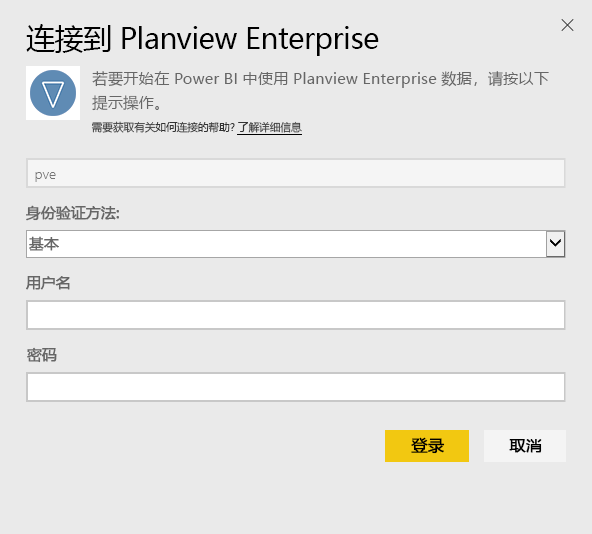 连接到 Planview Enterprise
若要开始在 Power BI 中使用 Planview Enterprise 数据，请按以下
提示操作。
需要获取有关如何连接的帮助? 了解详细信息
pve
身份验证方法:
基本
用户名
密码
登录
取消